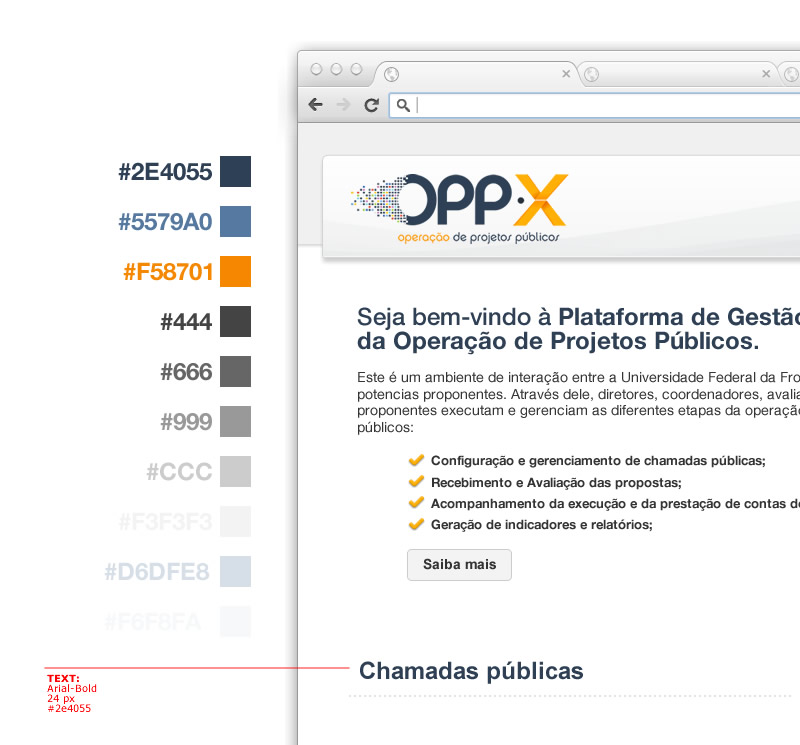 #2E4055
#5579A0
#F58701
#444
#666
#999
#CCC
#F3F3F3
#D6DFE8
#F6F8FA
OPP·X
operação de projetos públicos
Seja bem-vindo à Plataforma de Gestão
da Operação de Projetos Públicos.
Este é um ambiente de interação entre a Universidade Federal da Fro
potencias proponentes. Através dele, diretores, coordenadores, avalia
proponentes executam e gerenciam as diferentes etapas da operação
públicos:
Configuração e gerenciamento de chamadas públicas;
Recebimento e Avaliação das propostas;
Acompanhamento da execução e da prestação de contas de
Geração de indicadores e relatórios;
Saiba mais
Chamadas públicas
TEXT:
Arial-Bold
24 px
#2e4055